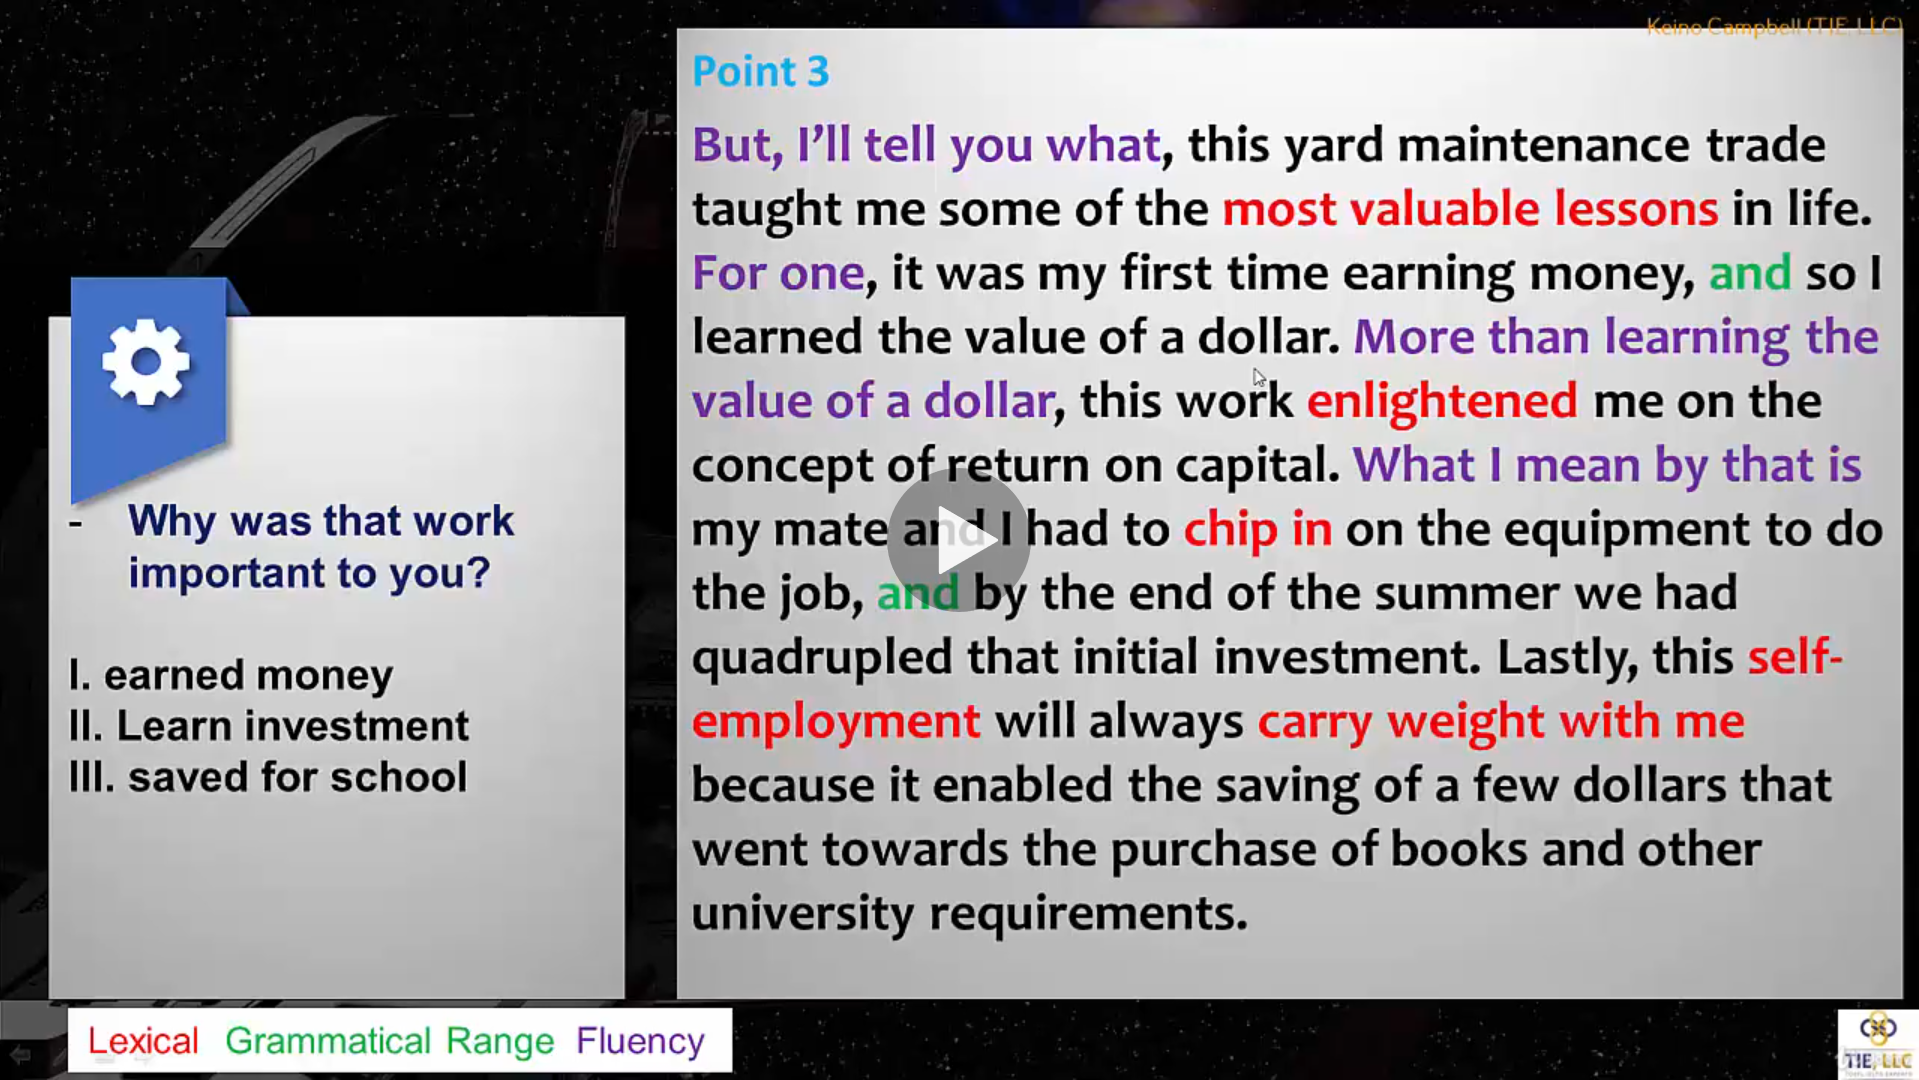 Keino Campbell (TIE, LLC)
Point 3
But, I'll tell you what, this yard maintenance trade
taught me some of the most valuable lessons in life.
For one, it was my first time earning money, and so I
learned the value of a dollar. More than learning the
value of a dollar, this work enlightened me on the
concept of return on capital. What I mean by that is
my mate and I had to chip in on the equipment to do
the job, and by the end of the summer we had
quadrupled that initial investment. Lastly, this self-
employment will always carry weight with me
because it enabled the saving of a few dollars that
went towards the purchase of books and other
university requirements.
- Why was that work
important to you?
I. earned money
II. Learn investment
III. saved for school
Lexical Grammatical Range Fluency
TIE, LLC